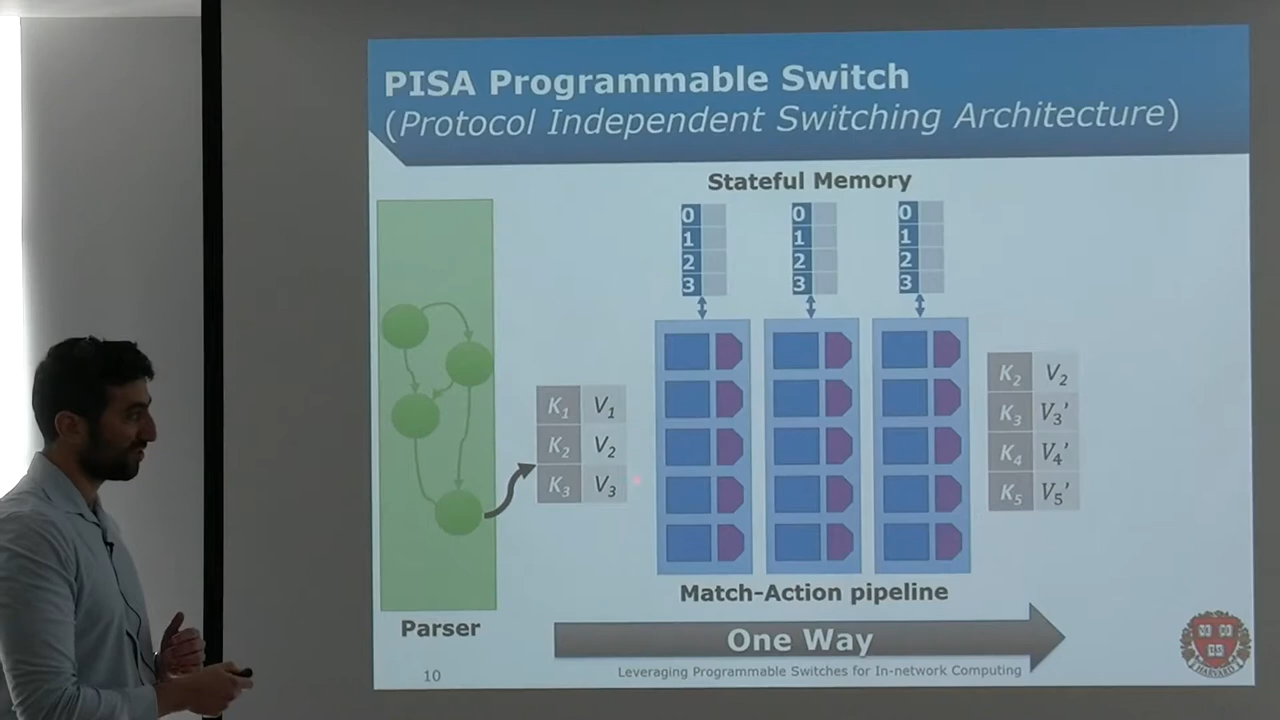 PISA Programmable Switch
(Protocol Independent Switching Architecture)
Stateful Memory
0 0 0
1 1 1
2 2 2
3 3 3
K1 V1
K2 V2
K3 V3
K2 V2
K3 V3'
K4 V4'
K5 V5'
Match-Action pipeline
Parser
One Way
Leveraging Programmable Switches for In-network Computing
10
HARVARD